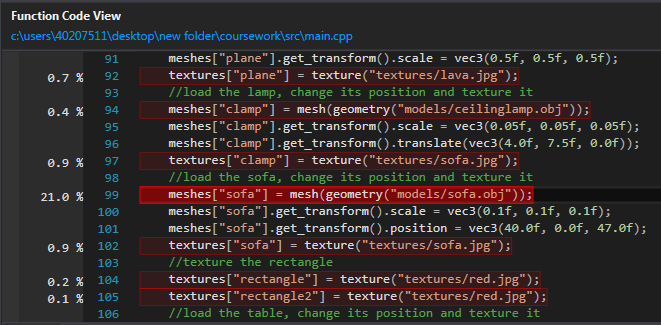 Function Code View
c:\users\40207511\desktop\new folder\coursework\src\main.cpp
91 meshes["plane"].get_transform().scale = vec3(0.5f, 0.5f, 0.5f);
0.7 % 92 textures["plane"] = texture("textures/lava.jpg");
93 //load the lamp, change its position and texture it
0.4 % 94 meshes["clamp"] = mesh(geometry("models/ceilinglamp.obj"));
95 meshes["clamp"].get_transform().scale = vec3(0.05f, 0.05f, 0.05f);
96 meshes["clamp"].get_transform().translate(vec3(4.0f, 7.5f, 0.0f));
0.9 % 97 textures["clamp"] = texture("textures/sofa.jpg");
98 //load the sofa, change its position and texture it
21.0 % 99 meshes["sofa"] = mesh(geometry("models/sofa.obj"));
100 meshes["sofa"].get_transform().scale = vec3(0.1f, 0.1f, 0.1f);
101 meshes["sofa"].get_transform().position = vec3(40.0f, 0.0f, 47.0f);
0.9 % 102 textures["sofa"] = texture("textures/sofa.jpg");
103 //texture the rectangle
0.2 % 104 textures["rectangle"] = texture("textures/red.jpg");
0.1 % 105 textures["rectangle2"] = texture("textures/red.jpg");
106 //load the table, change its position and texture it